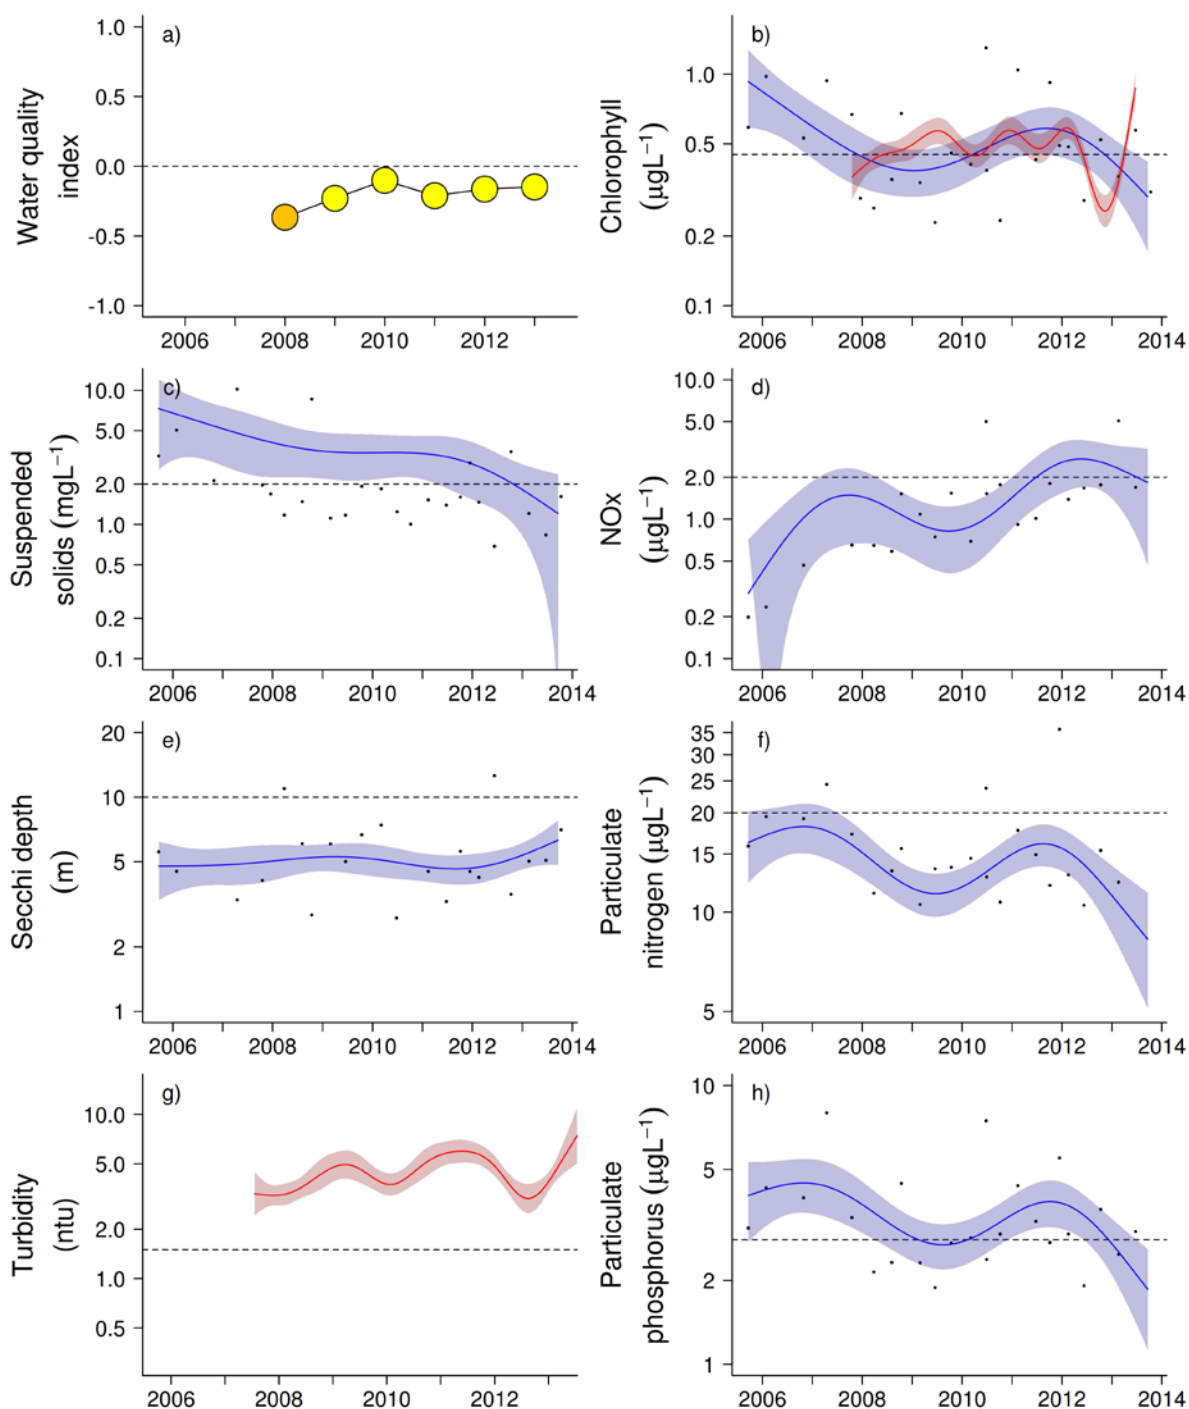 a)
Water quality
index
1.0
0.5
0.0
-0.5
-1.0
2006 2008 2010 2012
b)
Chlorophyll
(μgL⁻¹)
1.0
0.5
0.2
0.1
2006 2008 2010 2012 2014
c)
Suspended
solids (mgL⁻¹)
10.0
5.0
2.0
1.0
0.5
0.2
0.1
2006 2008 2010 2012 2014
d)
NOx
(μgL⁻¹)
10.0
5.0
2.0
1.0
0.5
0.2
0.1
2006 2008 2010 2012 2014
e)
Secchi depth
(m)
20
10
5
2
1
2006 2008 2010 2012 2014
f)
Particulate
nitrogen (μgL⁻¹)
35
30
25
20
15
10
5
2006 2008 2010 2012 2014
g)
Turbidity
(ntu)
10.0
5.0
2.0
1.0
0.5
2006 2008 2010 2012
h)
Particulate
phosphorus (μgL⁻¹)
10
5
2
1
2006 2008 2010 2012 2014